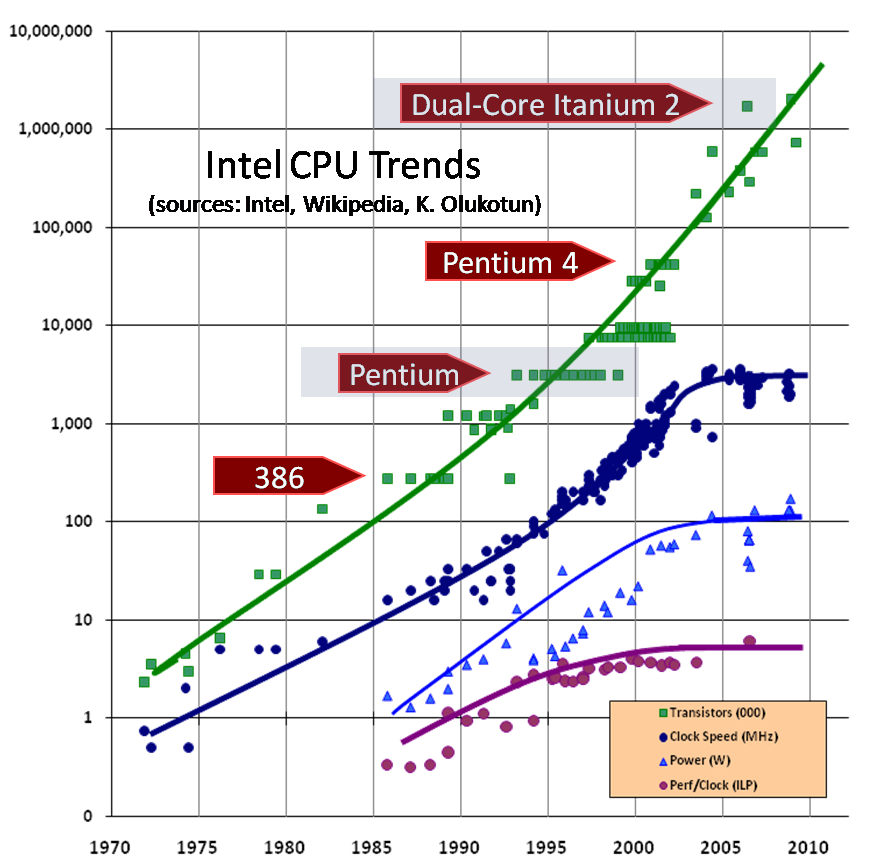 10,000,000
1,000,000
100,000
10,000
1,000
100
10
1
0
Dual-Core Itanium 2
Intel CPU Trends
(sources: Intel, Wikipedia, K. Olukotun)
Pentium 4
Pentium
386
Transistors (000)
Clock Speed (MHz)
Power (W)
Perf/Clock (ILP)
1970 1975 1980 1985 1990 1995 2000 2005 2010